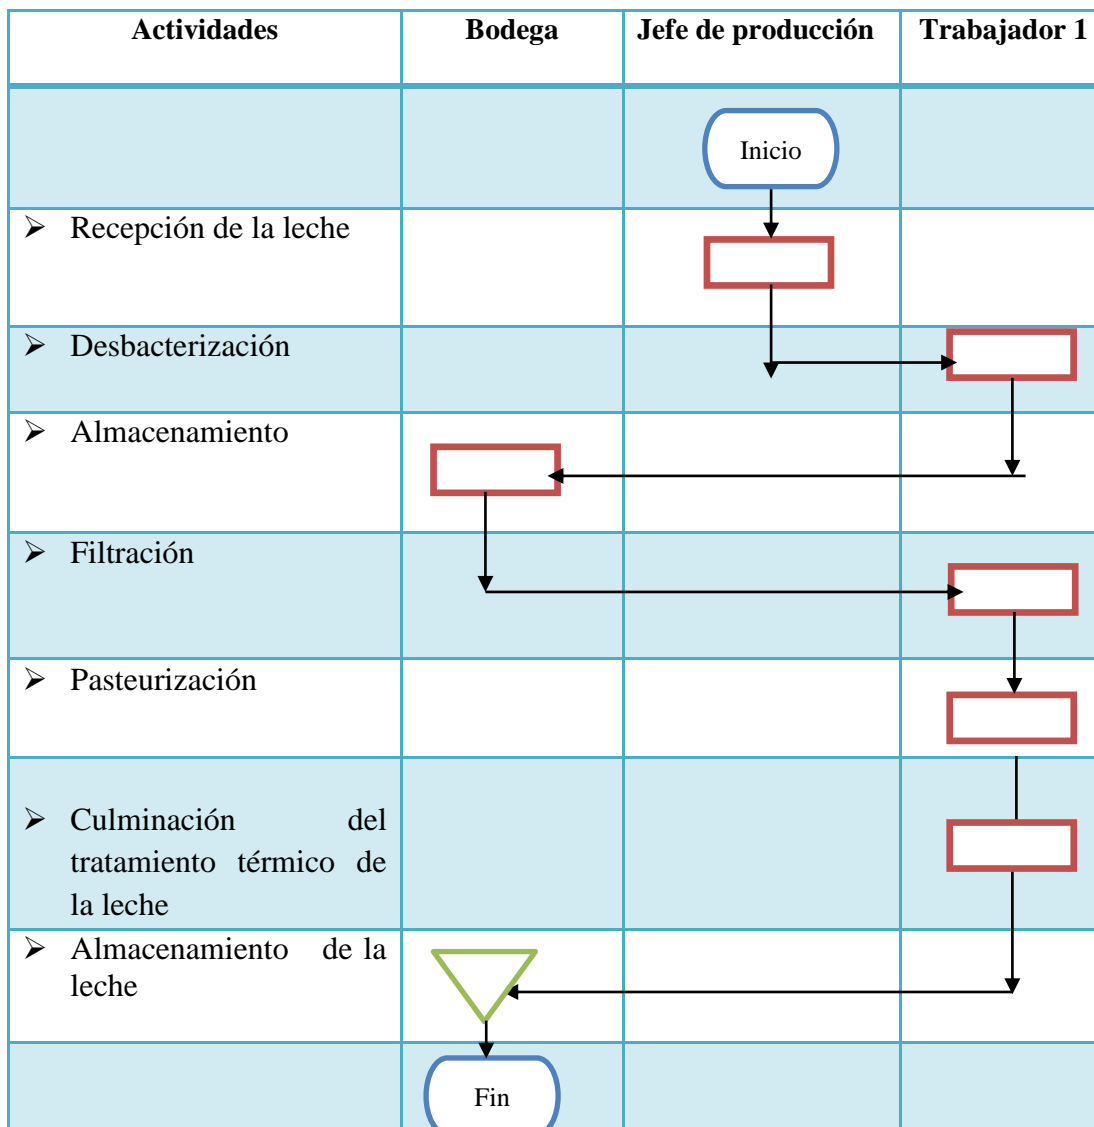 Actividades Bodega Jefe de producción Trabajador 1
Inicio
➢ Recepción de la leche
➢ Desbacterización
➢ Almacenamiento
➢ Filtración
➢ Pasteurización
➢ Culminación del
tratamiento térmico de
la leche
➢ Almacenamiento de la
leche
Fin